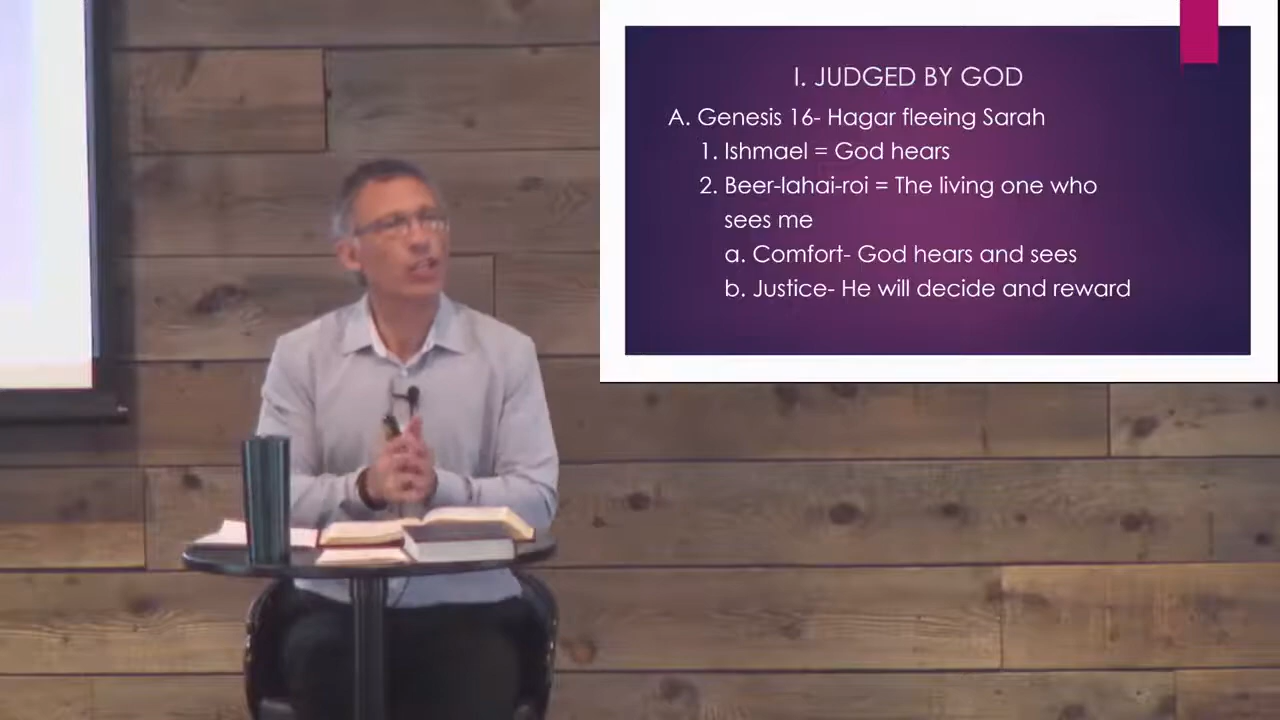 I. JUDGED BY GOD
A. Genesis 16- Hagar fleeing Sarah
1. Ishmael = God hears
2. Beer-lahai-roi = The living one who
sees me
a. Comfort- God hears and sees
b. Justice- He will decide and reward